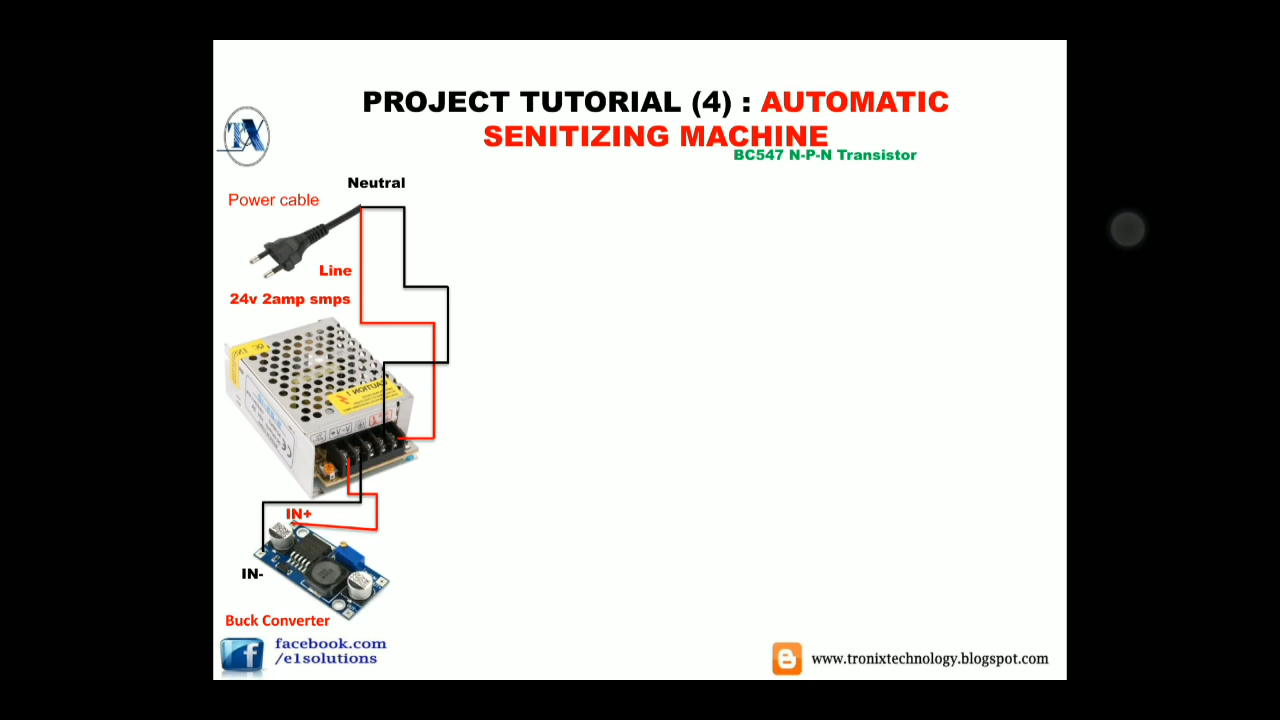 PROJECT TUTORIAL (4) : AUTOMATIC
SENITIZING MACHINE
BC547 N-P-N Transistor
Neutral
Power cable
Line
24v 2amp smps
IN+
IN-
Buck Converter
facebook.com
/e1solutions
www.tronixtechnology.blogspot.com